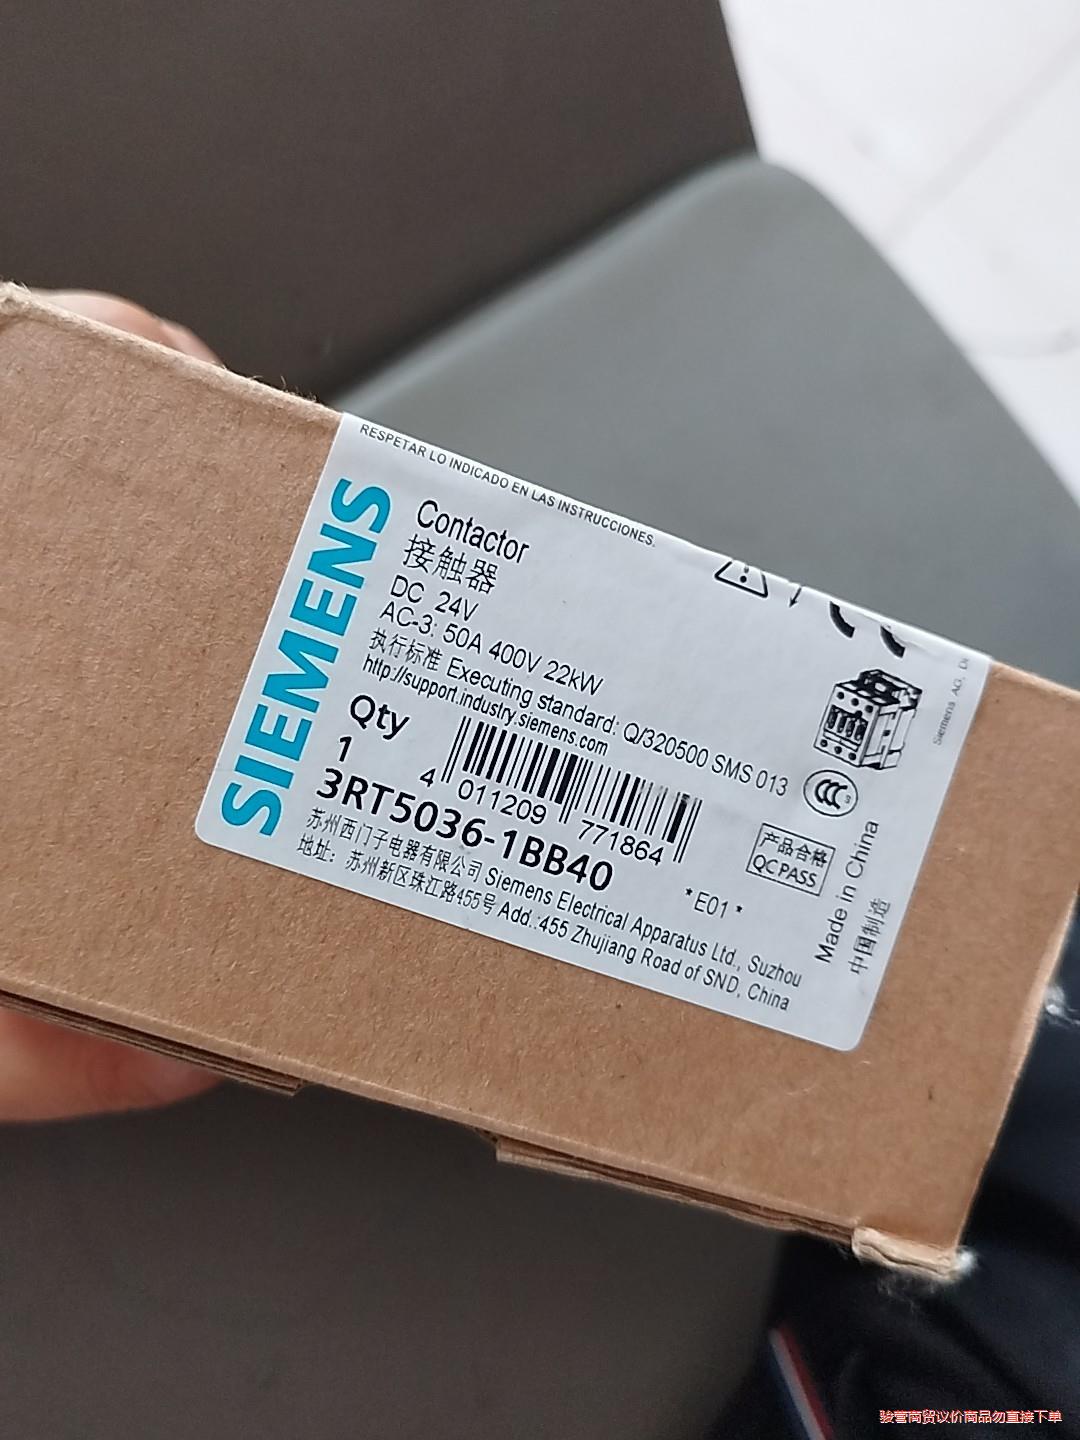 RESPETAR LO INDICADO EN LAS INSTRUCCIONES.
SIEMENS
Contactor
接触器
DC 24V
AC-3: 50A 400V 22kW
执行标准 Executing standard: Q/320500 SMS 013
http://support.industry.siemens.com
Qty
1
4 011209 771864
3RT5036-1BB40
*E01*
苏州西门子电器有限公司 Siemens Electrical Apparatus Ltd., Suzhou
地址: 苏州新区珠江路455号 Add.:455 Zhujiang Road of SND, China
CE
CCC S
产品合格
QC PASS
Made in China
中国制造
Siemens AG,
骏营商贸议价商品勿直接下单